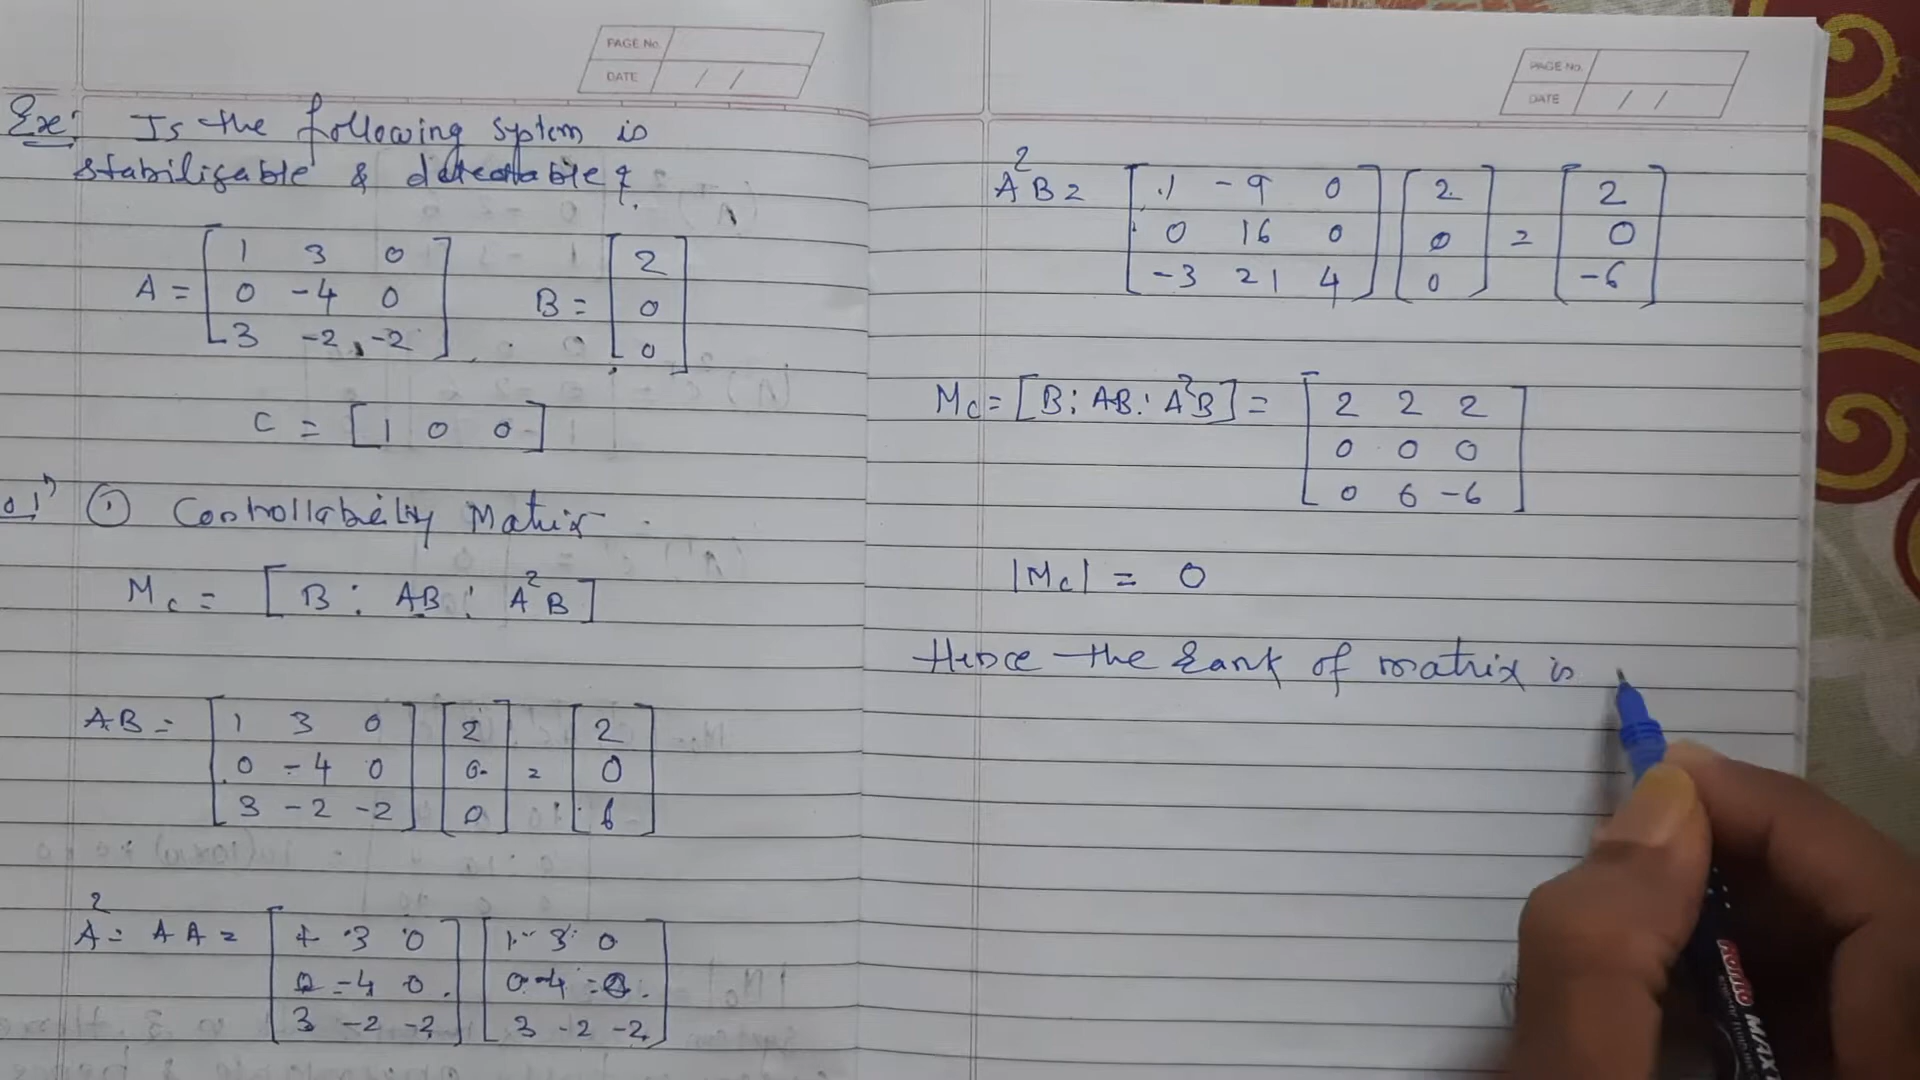 PAGE No.
DATE / /
Ex: Is the following system is
stabilizable & detectable?
A = [ 1 3 0
0 -4 0
3 -2 -2 ]
B = [ 2
0
0 ]
C = [ 1 0 0 ]
① Controllability Matrix
Mc = [ B : AB : A²B ]
AB = [ 1 3 0
0 -4 0
3 -2 -2 ] [ 2
0
0 ] = [ 2
0
6 ]
A² = AA = [ 1 3 0
0 -4 0
3 -2 -2 ] [ 1 3 0
0 -4 0
3 -2 -2 ]
PAGE No.
DATE / /
A²B = [ 1 -9 0
0 16 0
-3 21 4 ] [ 2
0
0 ] = [ 2
0
-6 ]
Mc = [ B : AB : A²B ] = [ 2 2 2
0 0 0
0 6 -6 ]
|Mc| = 0
Hence the rank of matrix is